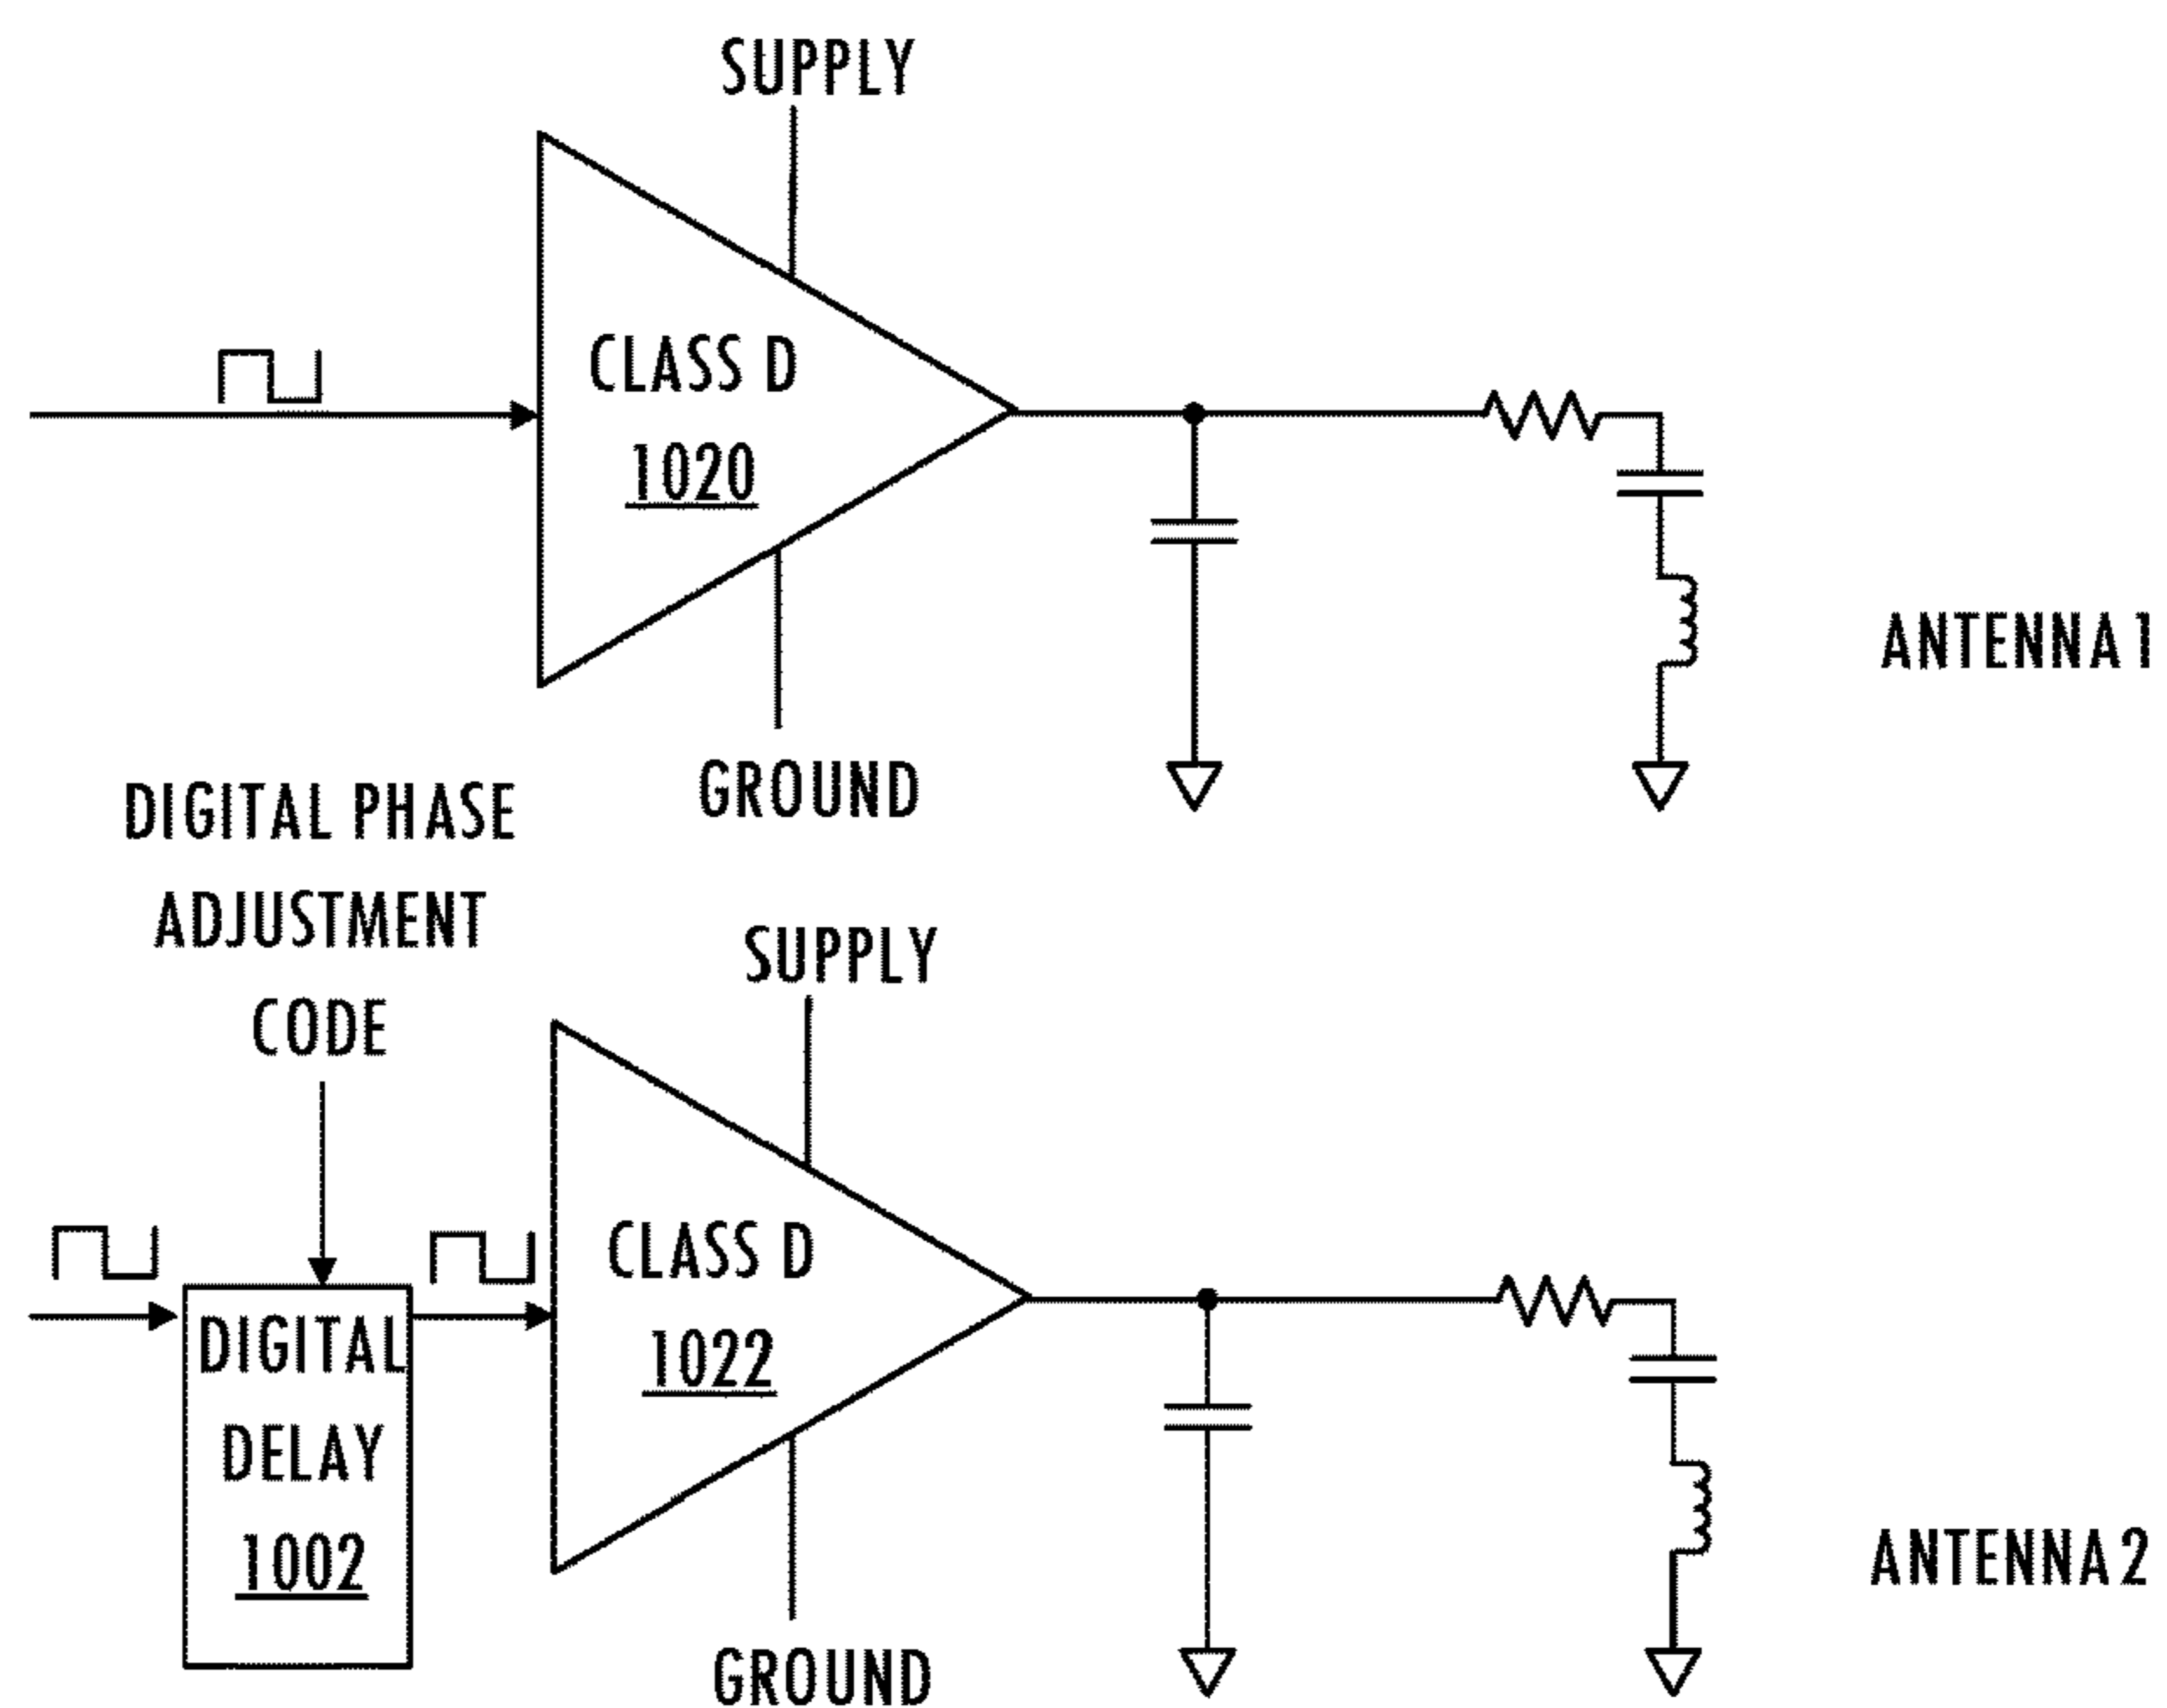 SUPPLY
CLASS D
1020
ANTENNA 1
GROUND
DIGITAL PHASE
ADJUSTMENT
CODE
SUPPLY
CLASS D
1022
DIGITAL
DELAY
1002
ANTENNA 2
GROUND